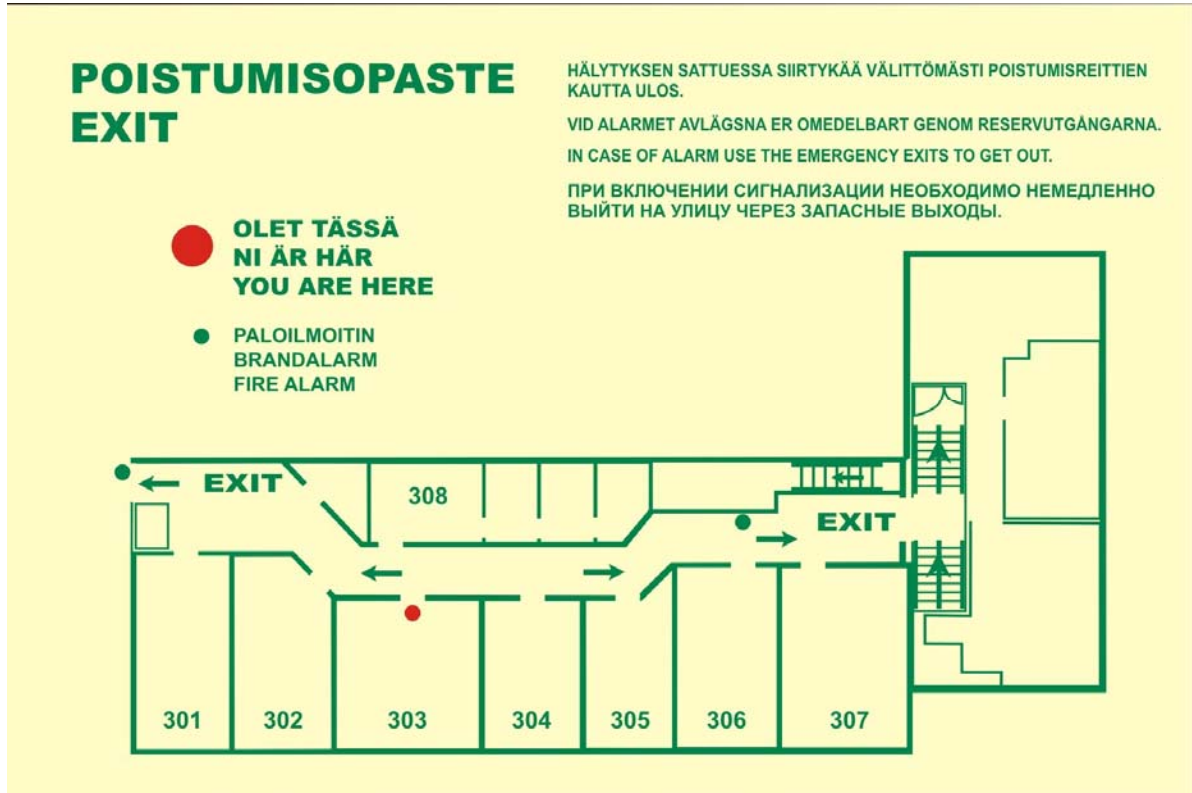 POISTUMISOPASTE
EXIT
HÄLYTYKSEN SATTUESSA SIIRTYKÄÄ VÄLITTÖMÄSTI POISTUMISREITTIEN
KAUTTA ULOS.
VID ALARMET AVLÄGSNA ER OMEDELBART GENOM RESERVUTGÅNGARNA.
IN CASE OF ALARM USE THE EMERGENCY EXITS TO GET OUT.
ПРИ ВКЛЮЧЕНИИ СИГНАЛИЗАЦИИ НЕОБХОДИМО НЕМЕДЛЕННО
ВЫЙТИ НА УЛИЦУ ЧЕРЕЗ ЗАПАСНЫЕ ВЫХОДЫ.
OLET TÄSSÄ
NI ÄR HÄR
YOU ARE HERE
PALOILMOITIN
BRANDALARM
FIRE ALARM
EXIT
308
EXIT
301
302
303
304
305
306
307